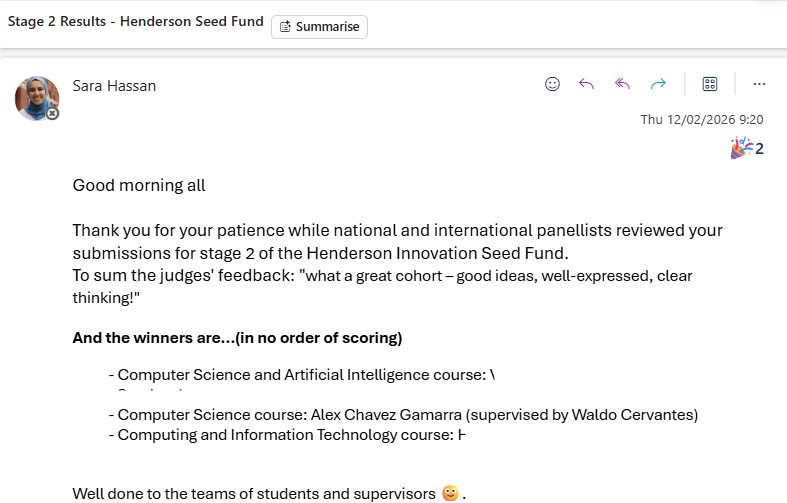 Stage 2 Results - Henderson Seed Fund
Summarise
Sara Hassan
Thu 12/02/2026 9:20
2
Good morning all
Thank you for your patience while national and international panellists reviewed your
submissions for stage 2 of the Henderson Innovation Seed Fund.
To sum the judges' feedback: "what a great cohort – good ideas, well-expressed, clear
thinking!"
And the winners are...(in no order of scoring)
- Computer Science and Artificial Intelligence course:
- Computer Science course: Alex Chavez Gamarra (supervised by Waldo Cervantes)
- Computing and Information Technology course:
Well done to the teams of students and supervisors 😀.